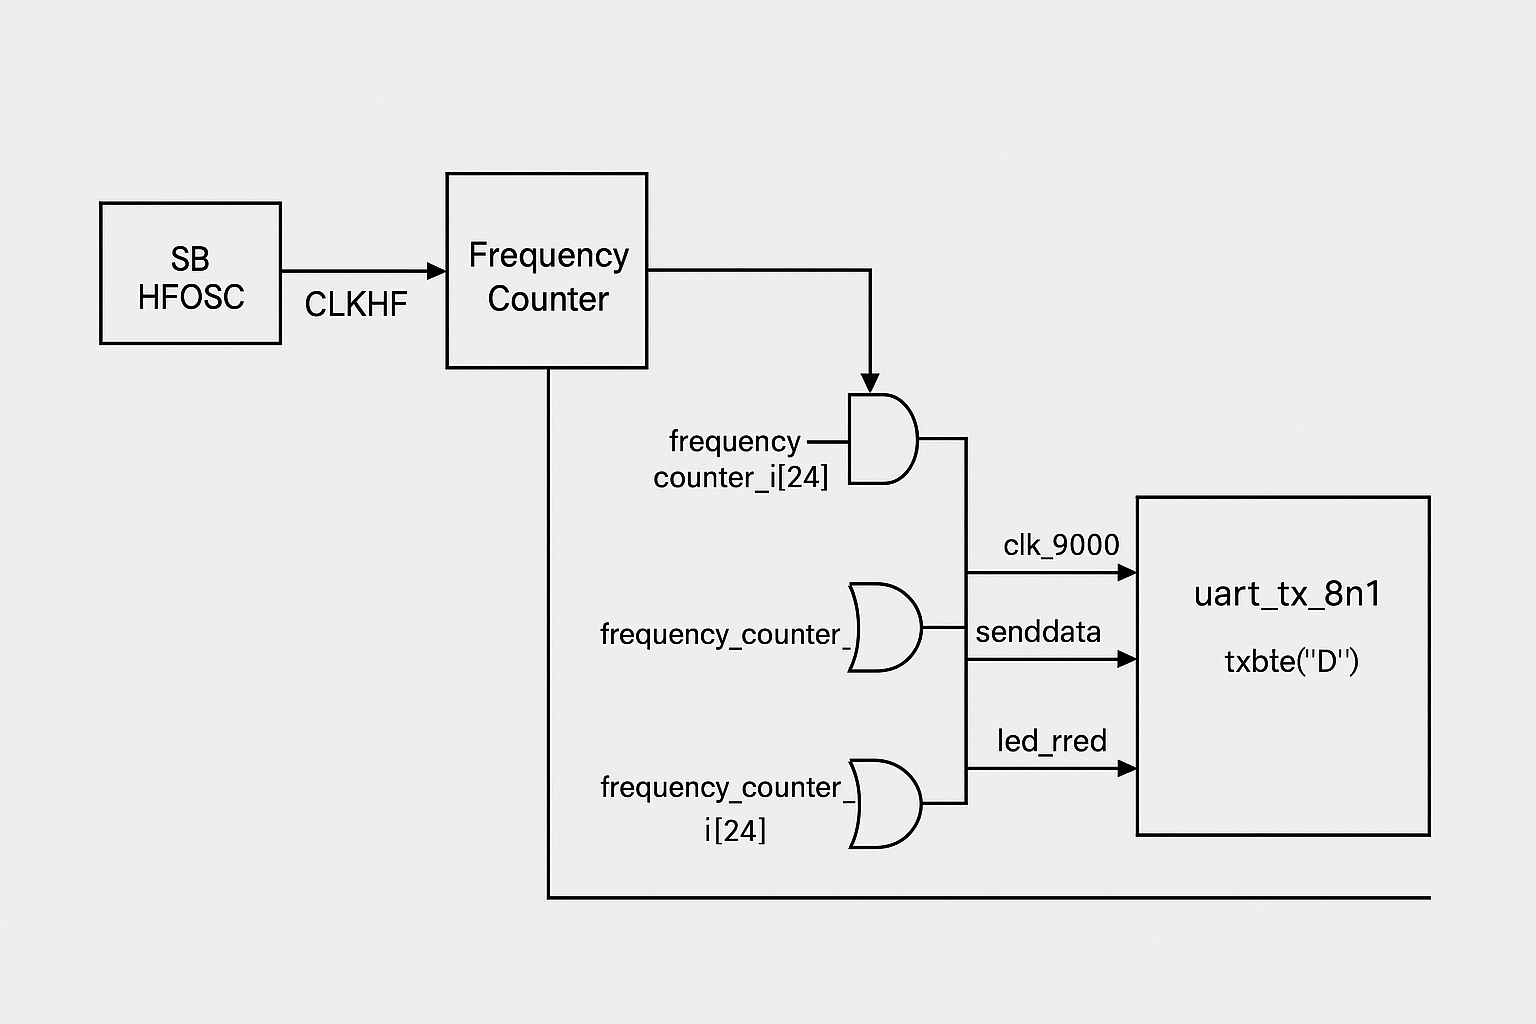 SB
HFOSC
CLKHF
Frequency
Counter
frequency
counter_i[24]
clk_9000
uart_tx_8n1
senddata
txbte("D")
frequency_counter_
led_rred
frequency_counter_
i[24]